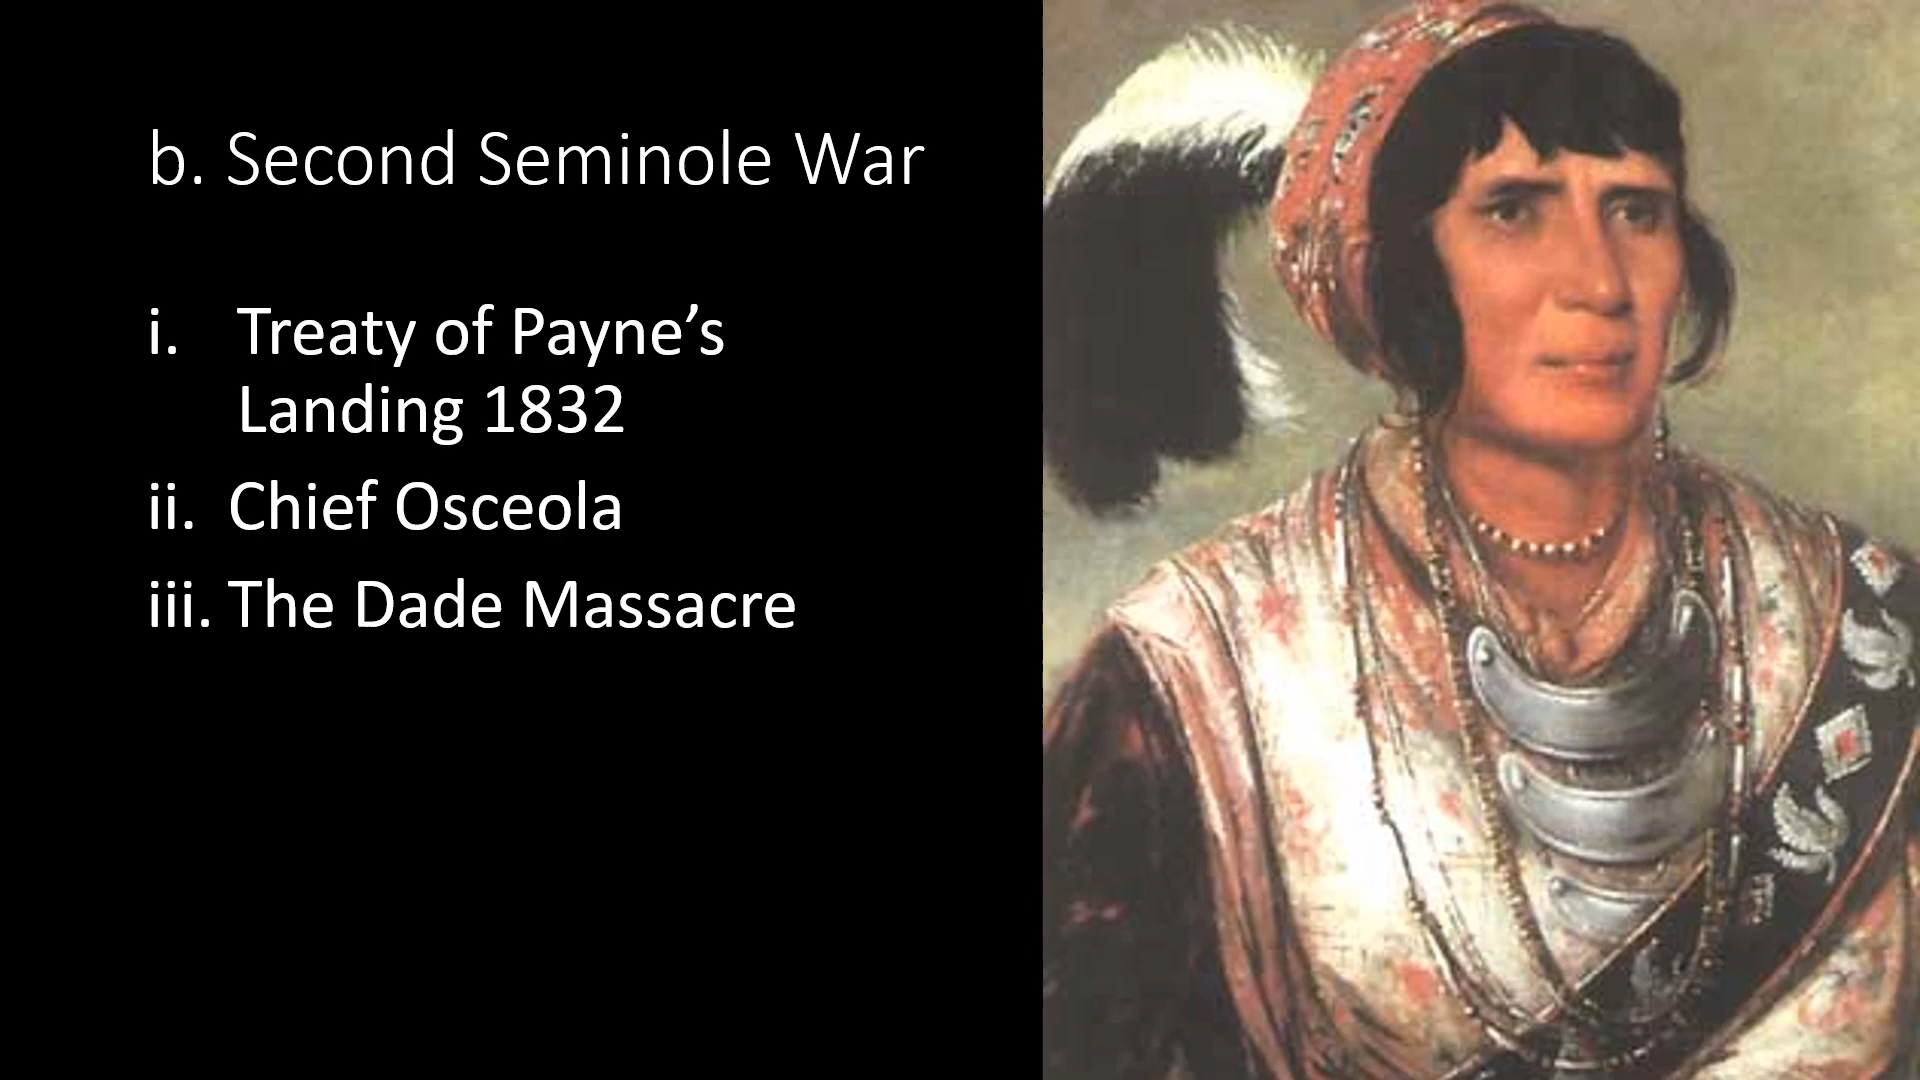 b. Second Seminole War
i. Treaty of Payne’s
Landing 1832
ii. Chief Osceola
iii. The Dade Massacre